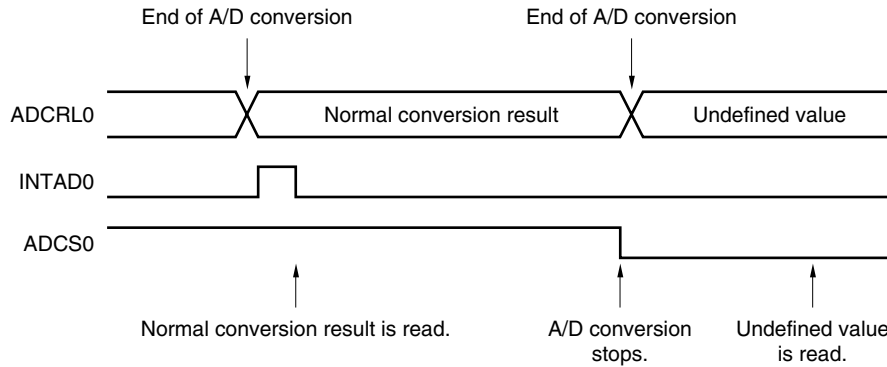 End of A/D conversion
End of A/D conversion
ADCRL0
Normal conversion result
Undefined value
INTAD0
ADCS0
Normal conversion result is read.
A/D conversion
stops.
Undefined value
is read.